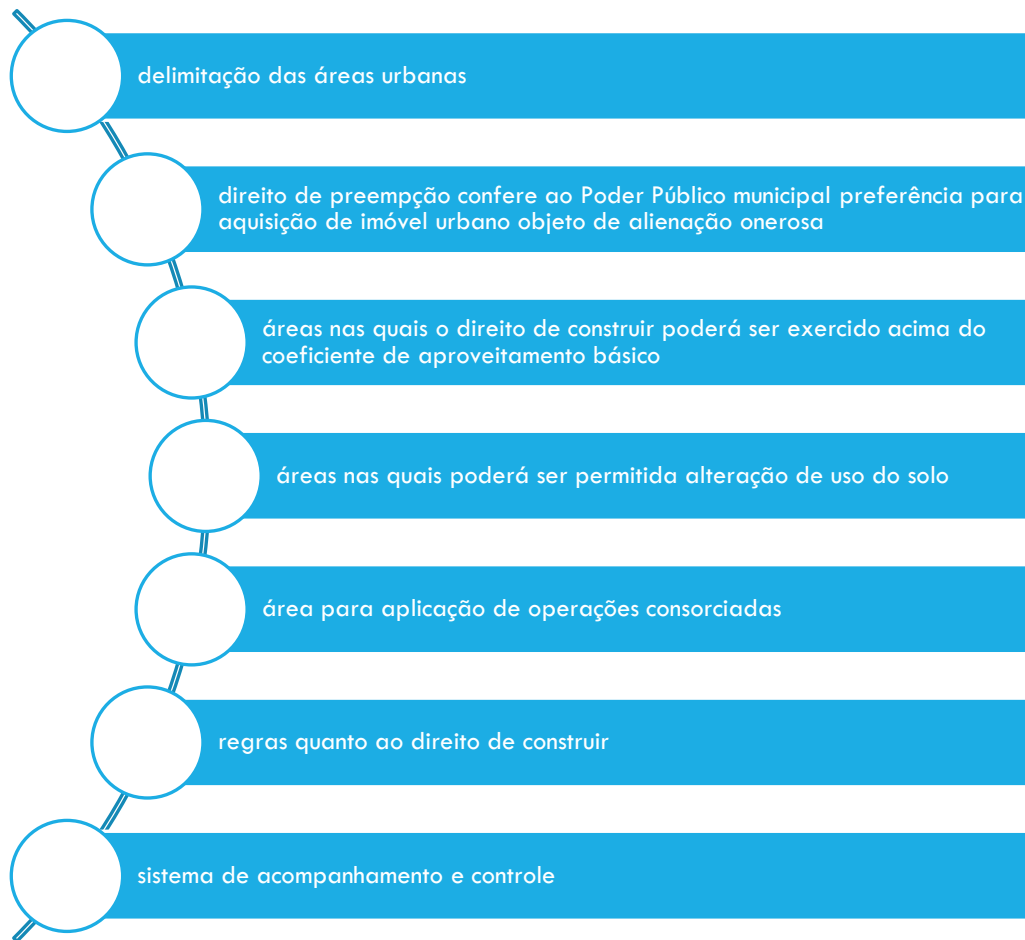 delimitação das áreas urbanas
direito de preempção confere ao Poder Público municipal preferência para
aquisição de imóvel urbano objeto de alienação onerosa
áreas nas quais o direito de construir poderá ser exercido acima do
coeficiente de aproveitamento básico
áreas nas quais poderá ser permitida alteração de uso do solo
área para aplicação de operações consorciadas
regras quanto ao direito de construir
sistema de acompanhamento e controle